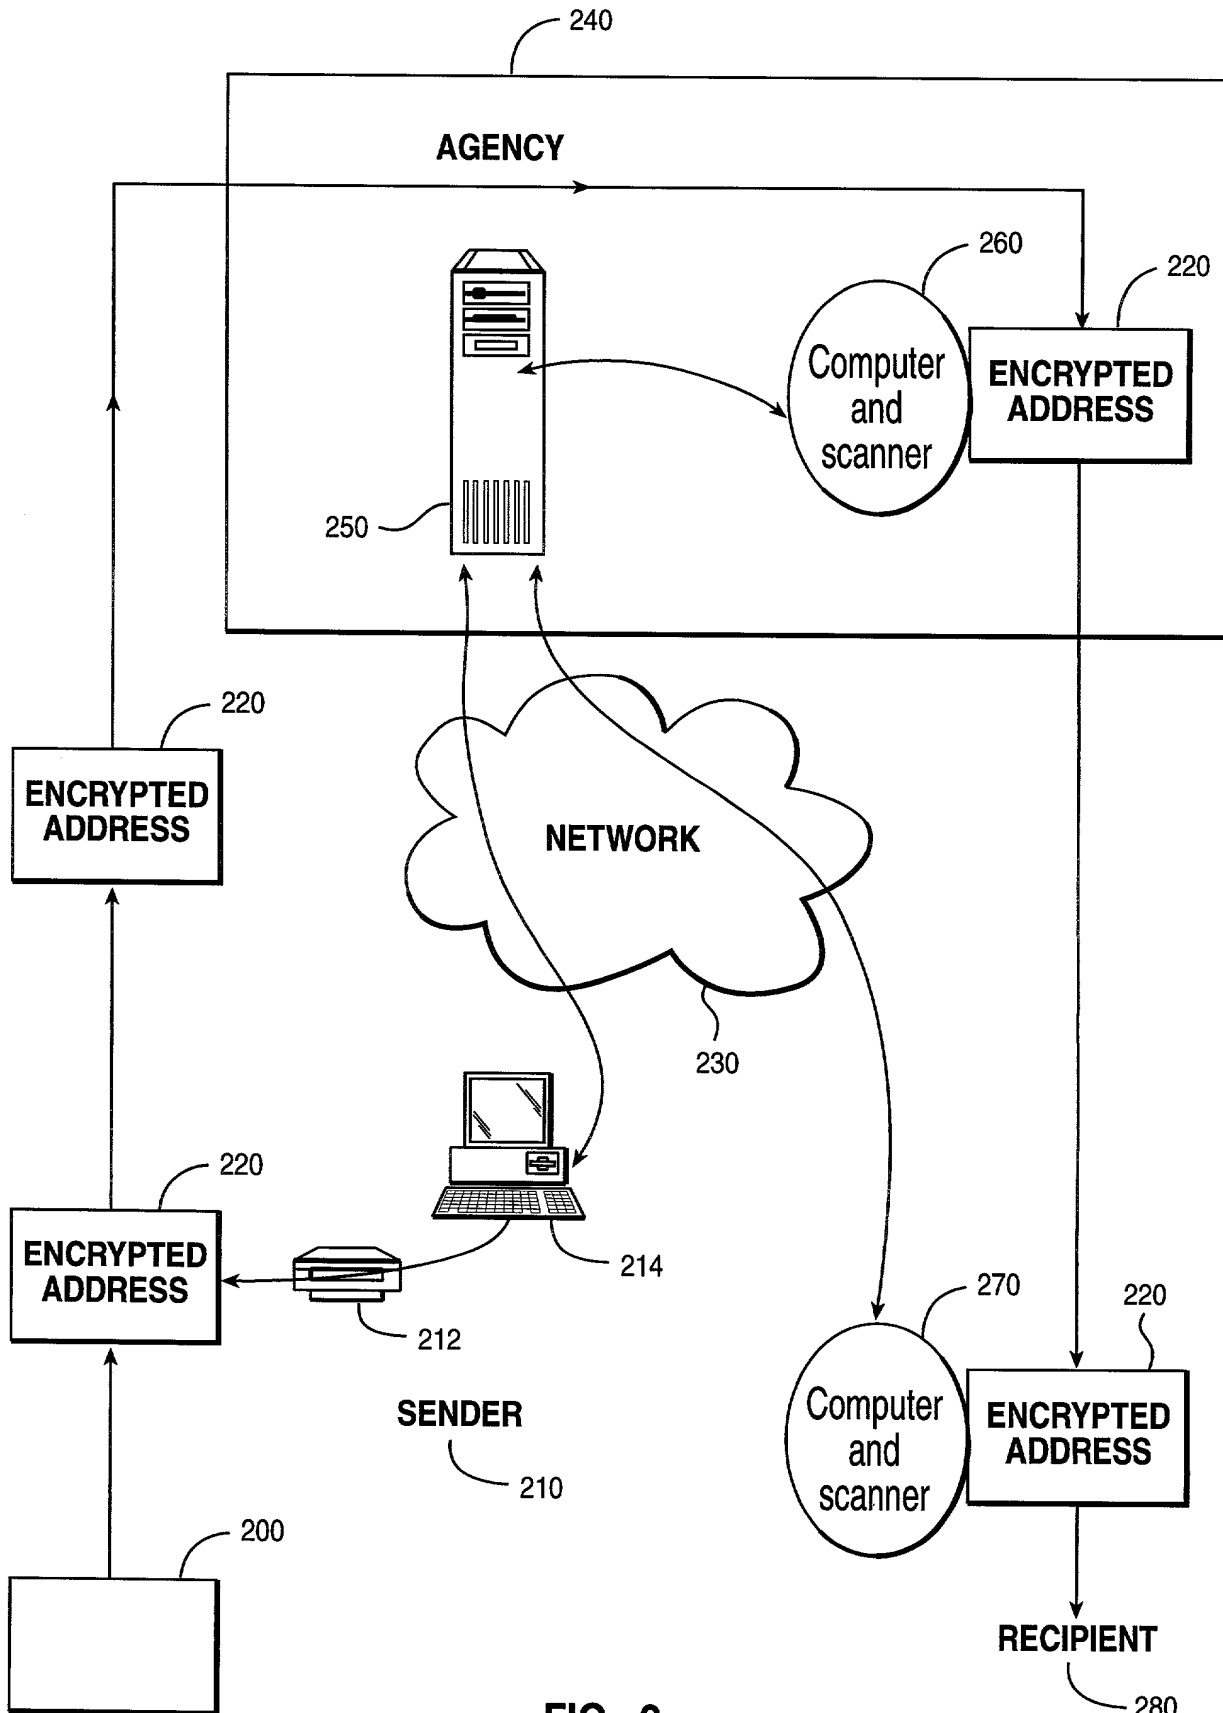 240
AGENCY
260
220
Computer
and
scanner
ENCRYPTED
ADDRESS
250
220
ENCRYPTED
ADDRESS
NETWORK
230
220
ENCRYPTED
ADDRESS
214
212
270
220
SENDER
210
Computer
and
scanner
ENCRYPTED
ADDRESS
200
RECIPIENT
280
FIG.